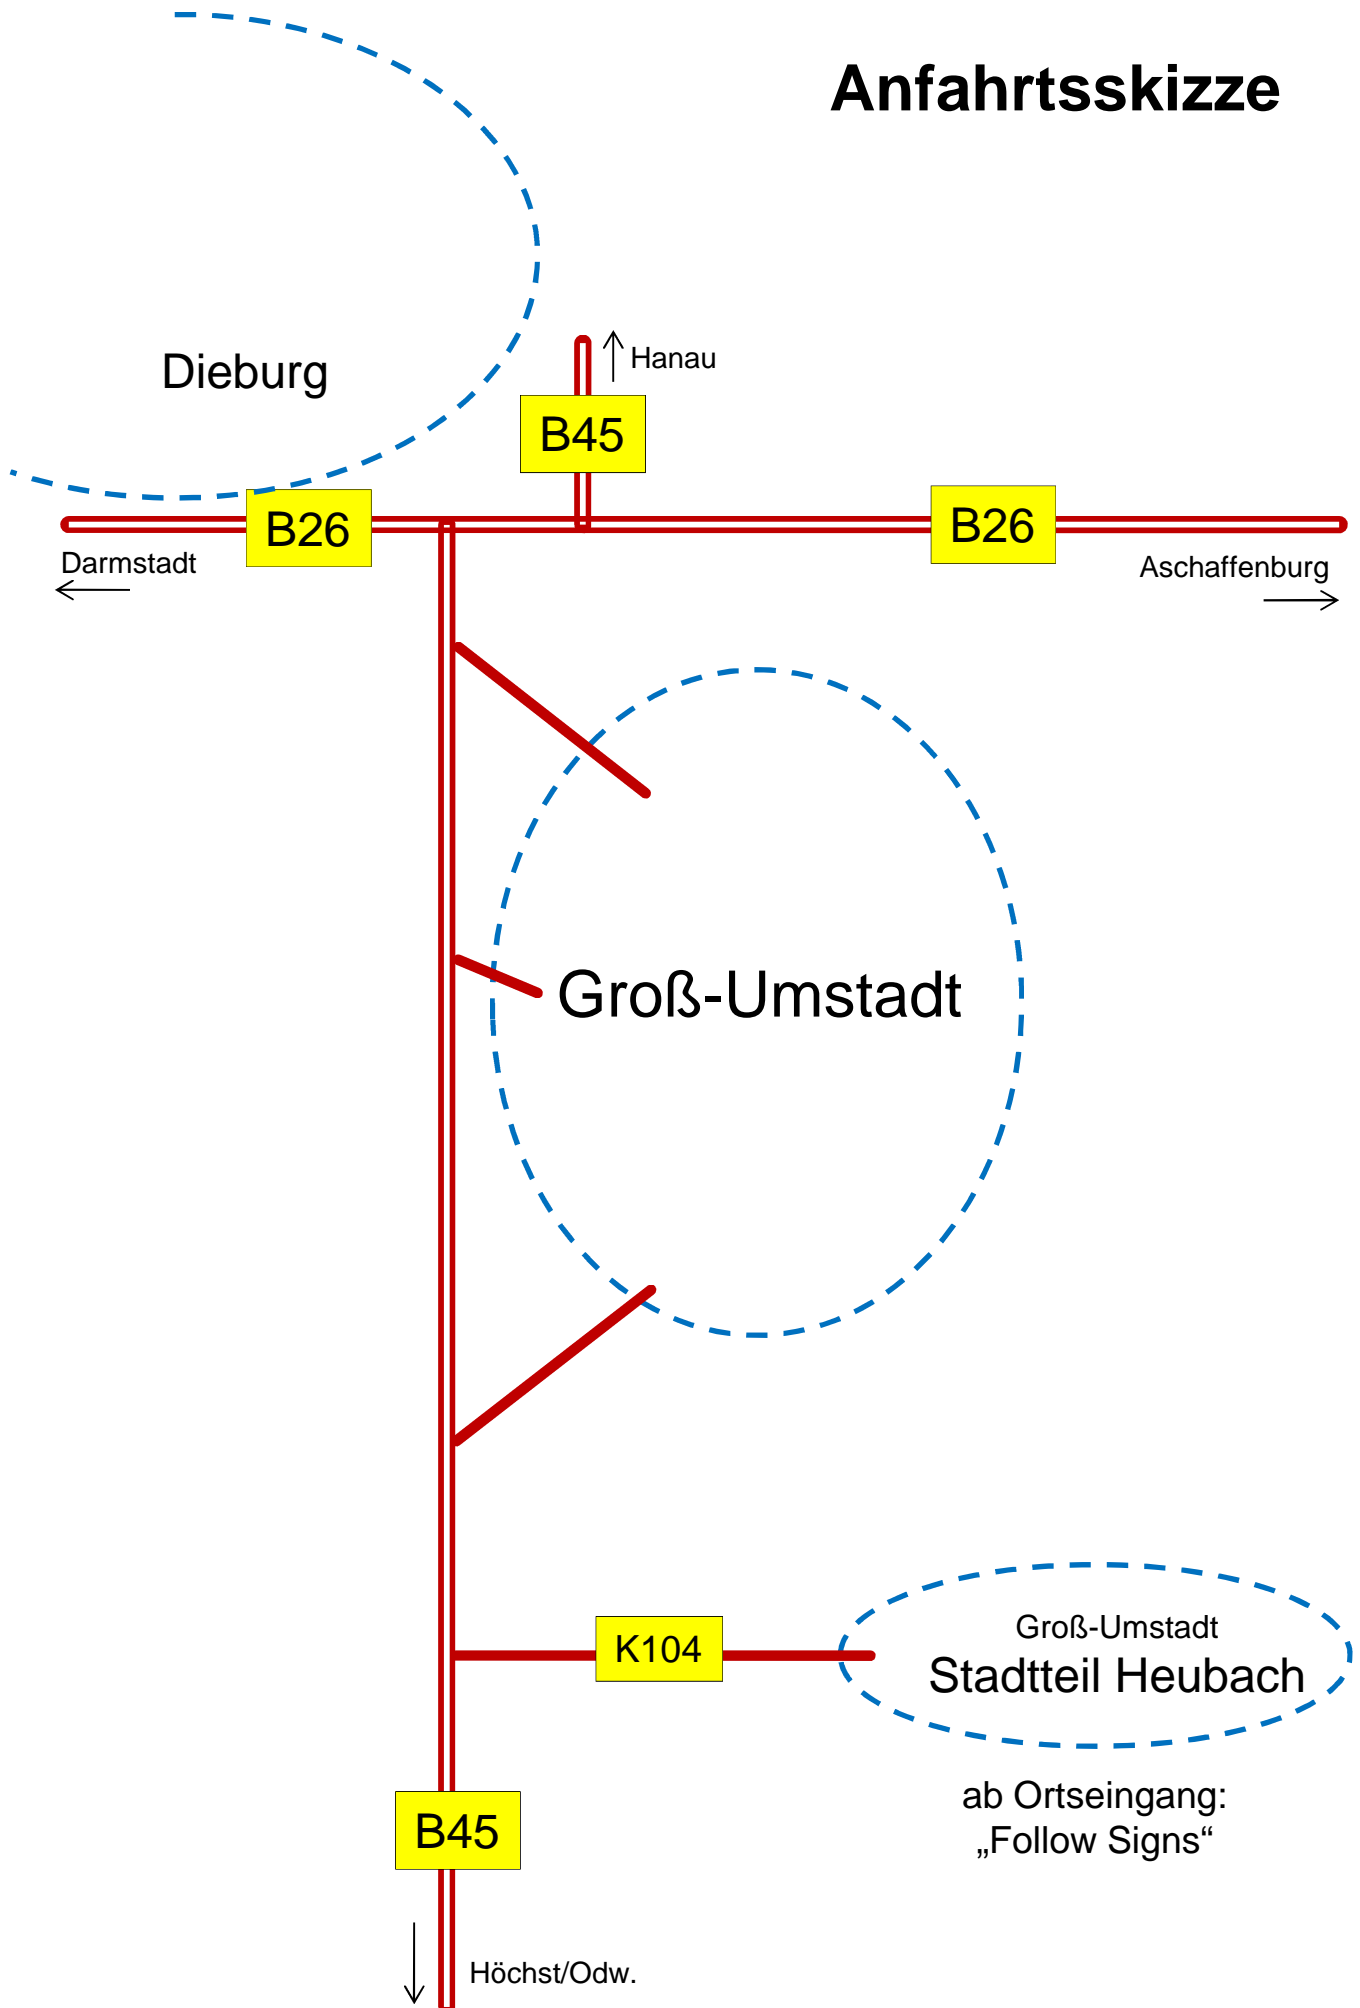 Anfahrtsskizze
Dieburg
Hanau
B45
B26
B26
Darmstadt
Aschaffenburg
Groß-Umstadt
K104
Groß-Umstadt
Stadtteil Heubach
ab Ortseingang:
„Follow Signs“
B45
Höchst/Odw.